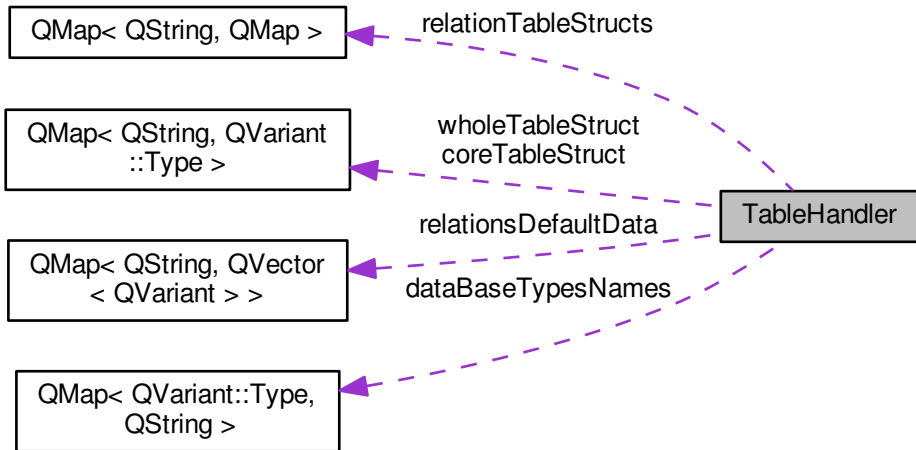 QMap< QString, QMap >
relationTableStructs
QMap< QString, QVariant
::Type >
wholeTableStruct
coreTableStruct
TableHandler
QMap< QString, QVector
< QVariant > >
relationsDefaultData
dataBaseTypesNames
QMap< QVariant::Type,
QString >